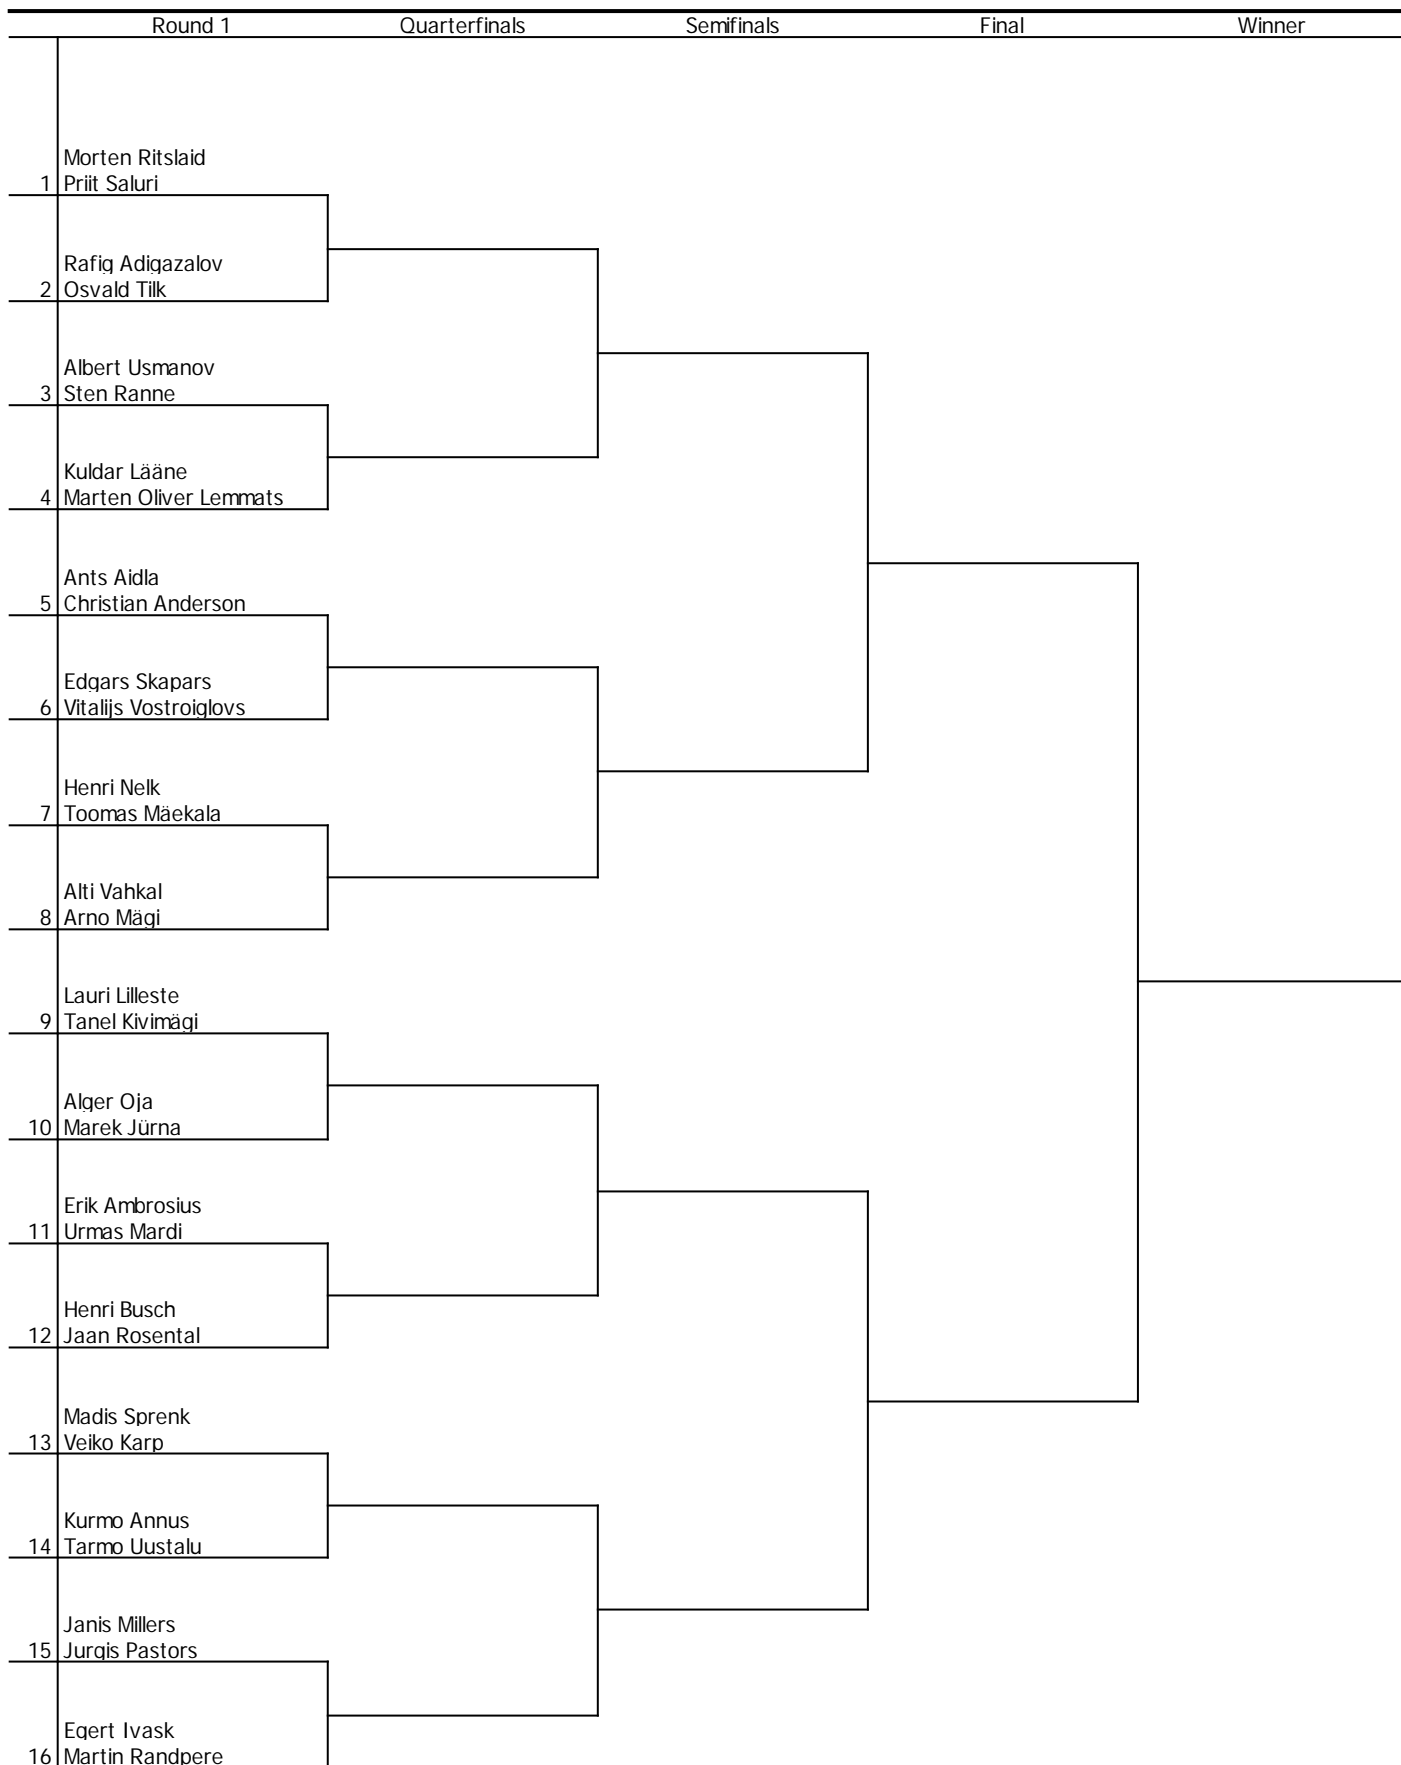 Round 1 Quarterfinals Semifinals Final Winner
Morten Ritslaid
1 Priit Saluri
Rafig Adigazalov
2 Osvald Tilk
Albert Usmanov
3 Sten Ranne
Kuldar Lääne
4 Marten Oliver Lemmats
Ants Aidla
5 Christian Anderson
Edgars Skapars
6 Vitalijs Vostroiglovs
Henri Nelk
7 Toomas Mäekala
Alti Vahkal
8 Arno Mägi
Lauri Lilleste
9 Tanel Kivimägi
Alger Oja
10 Marek Jürna
Erik Ambrosius
11 Urmas Mardi
Henri Busch
12 Jaan Rosental
Madis Sprenk
13 Veiko Karp
Kurmo Annus
14 Tarmo Uustalu
Janis Millers
15 Jurgis Pastors
Egert Ivask
16 Martin Randpere